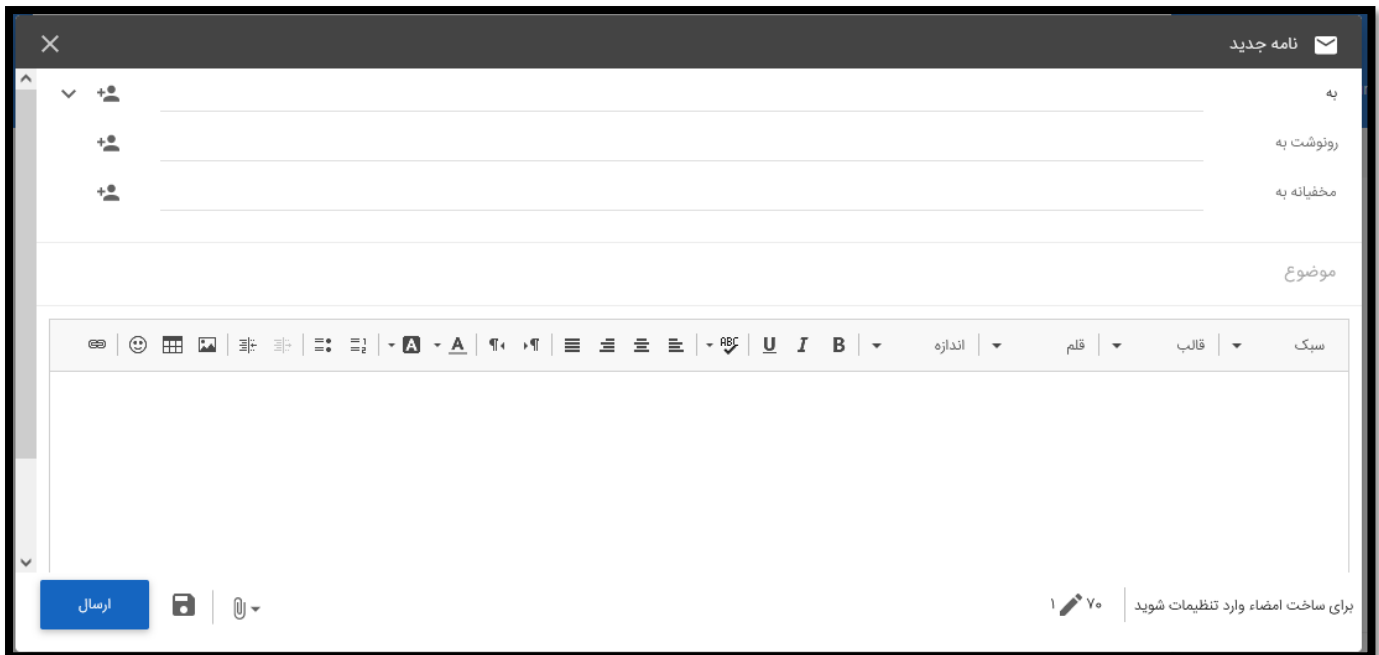 نامه جدید
به
رونوشت به
مخفیانه به
موضوع
سبک قالب قلم اندازه B I U ABC A A
برای ساخت امضاء وارد تنظیمات شوید ۷۰ ۱ ارسال